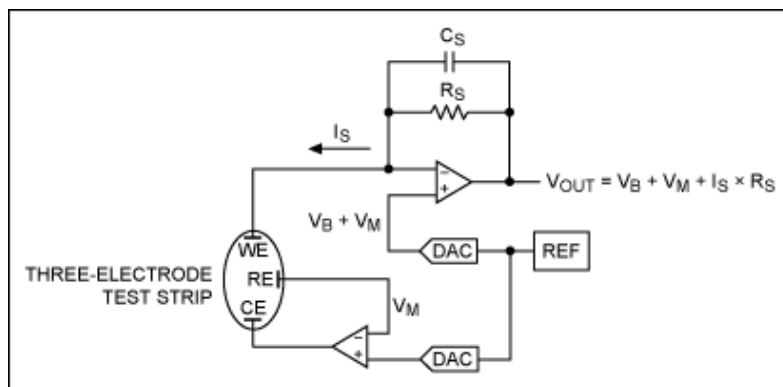 CS
RS
IS
VOUT = VB + VM + IS × RS
−
+
VB + VM
WE
DAC
REF
THREE-ELECTRODE
TEST STRIP
RE
CE
VM
−
+
DAC